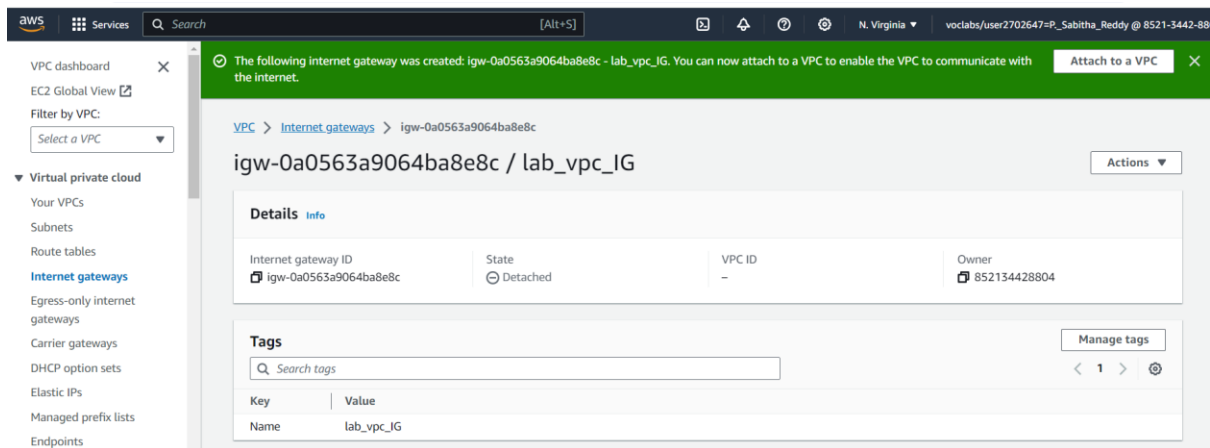 aws
Services
Search
[Alt+S]
N. Virginia
voclabs/user2702647=P._Sabitha_Reddy @ 8521-3442-88
VPC dashboard
EC2 Global View
Filter by VPC:
Select a VPC
Virtual private cloud
Your VPCs
Subnets
Route tables
Internet gateways
Egress-only internet
gateways
Carrier gateways
DHCP option sets
Elastic IPs
Managed prefix lists
Endpoints
The following internet gateway was created: igw-0a0563a9064ba8e8c - lab_vpc_IG. You can now attach to a VPC to enable the VPC to communicate with
the internet.
Attach to a VPC
VPC > Internet gateways > igw-0a0563a9064ba8e8c
igw-0a0563a9064ba8e8c / lab_vpc_IG
Actions
Details Info
Internet gateway ID
igw-0a0563a9064ba8e8c
State
Detached
VPC ID
–
Owner
852134428804
Tags
Manage tags
Search tags
1
Key Value
Name lab_vpc_IG